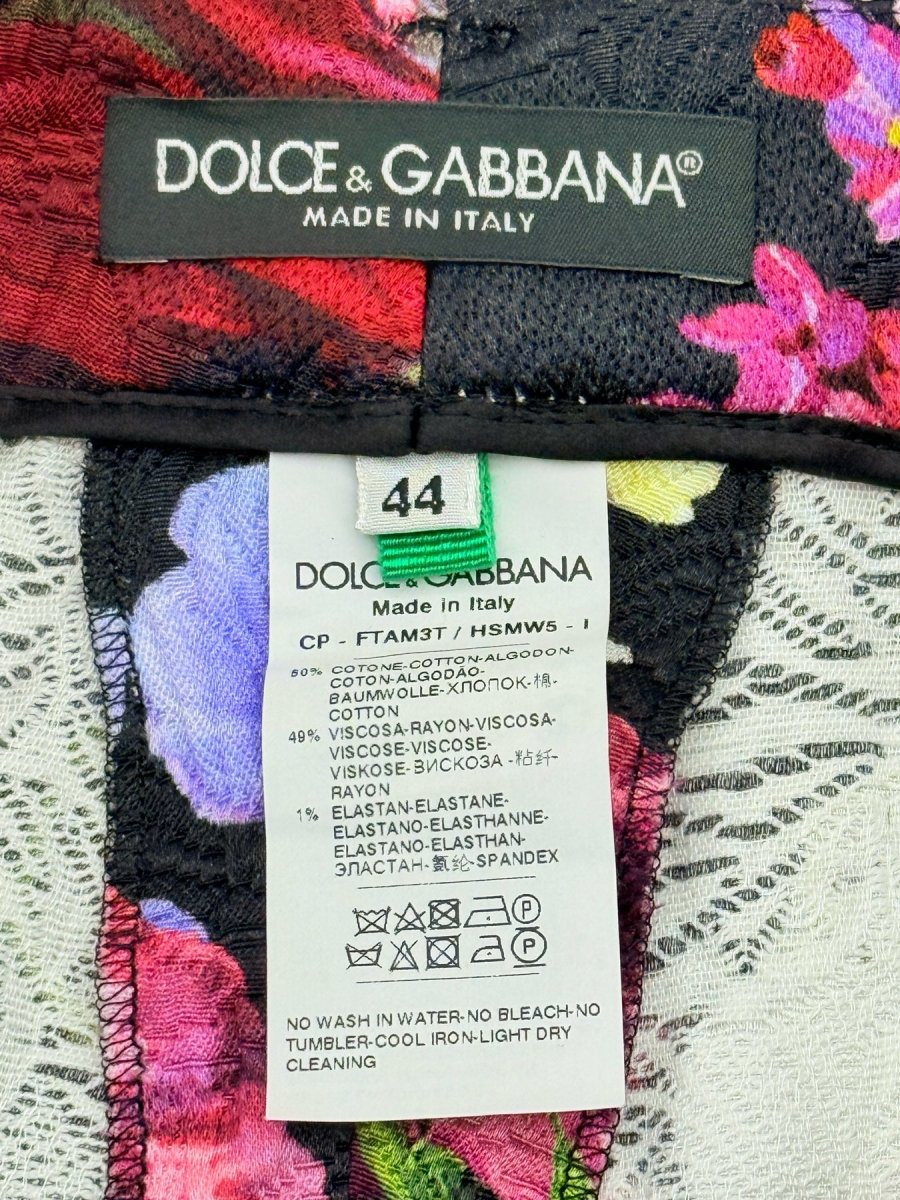 DOLCE & GABBANA®
MADE IN ITALY
44
DOLCE & GABBANA
Made in Italy
CP - FTAM3T / HSMW5 - I
50% COTONE-COTTON-ALGODON-
COTON-ALGODÃO-
BAUMWOLLE-ХЛОПОК-棉-
COTTON
49% VISCOSA-RAYON-VISCOSA-
VISCOSE-VISCOSE-
VISKOSE-ВИСКОЗА-粘纤-
RAYON
1% ELASTAN-ELASTANE-
ELASTANO-ELASTHANNE-
ELASTANO-ELASTHAN-
ЭЛАСТАН-氨纶-SPANDEX
P
P
NO WASH IN WATER-NO BLEACH-NO
TUMBLER-COOL IRON-LIGHT DRY
CLEANING